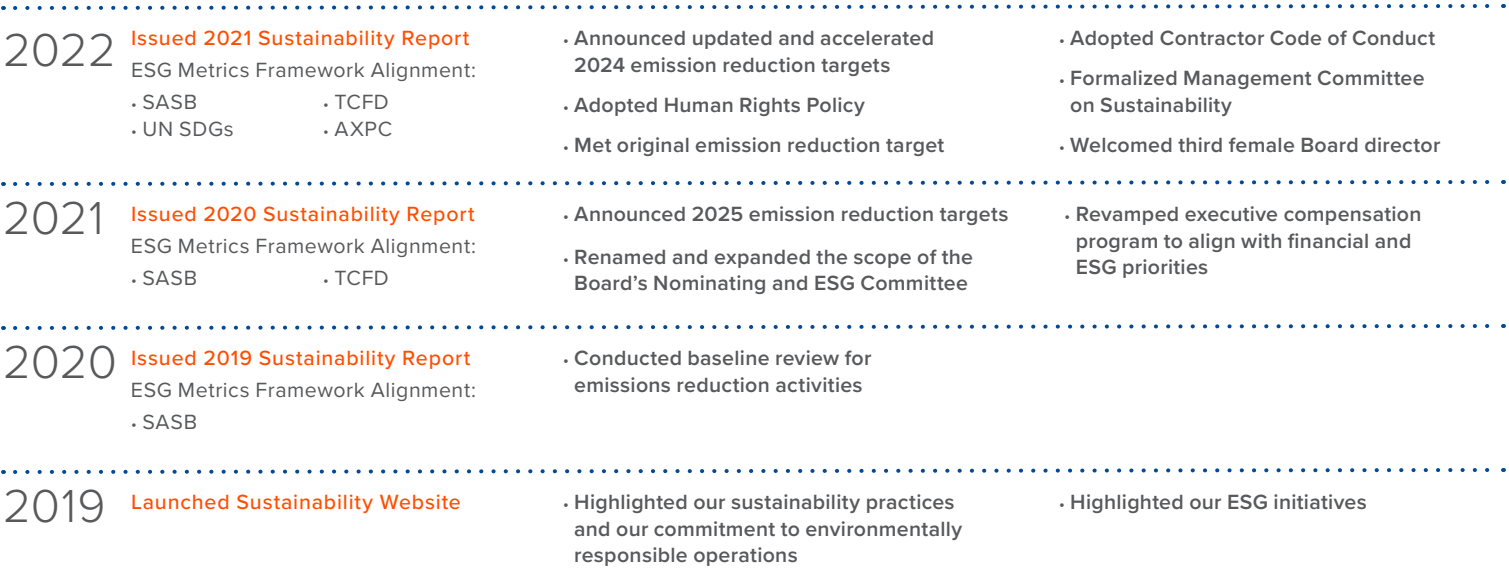 2022
Issued 2021 Sustainability Report
ESG Metrics Framework Alignment:
• SASB
• TCFD
• UN SDGs
• AXPC
• Announced updated and accelerated
2024 emission reduction targets
• Adopted Human Rights Policy
• Met original emission reduction target
• Adopted Contractor Code of Conduct
• Formalized Management Committee
on Sustainability
• Welcomed third female Board director
2021
Issued 2020 Sustainability Report
ESG Metrics Framework Alignment:
• SASB
• TCFD
• Announced 2025 emission reduction targets
• Renamed and expanded the scope of the
Board’s Nominating and ESG Committee
• Revamped executive compensation
program to align with financial and
ESG priorities
2020
Issued 2019 Sustainability Report
ESG Metrics Framework Alignment:
• SASB
• Conducted baseline review for
emissions reduction activities
2019
Launched Sustainability Website
• Highlighted our sustainability practices
and our commitment to environmentally
responsible operations
• Highlighted our ESG initiatives